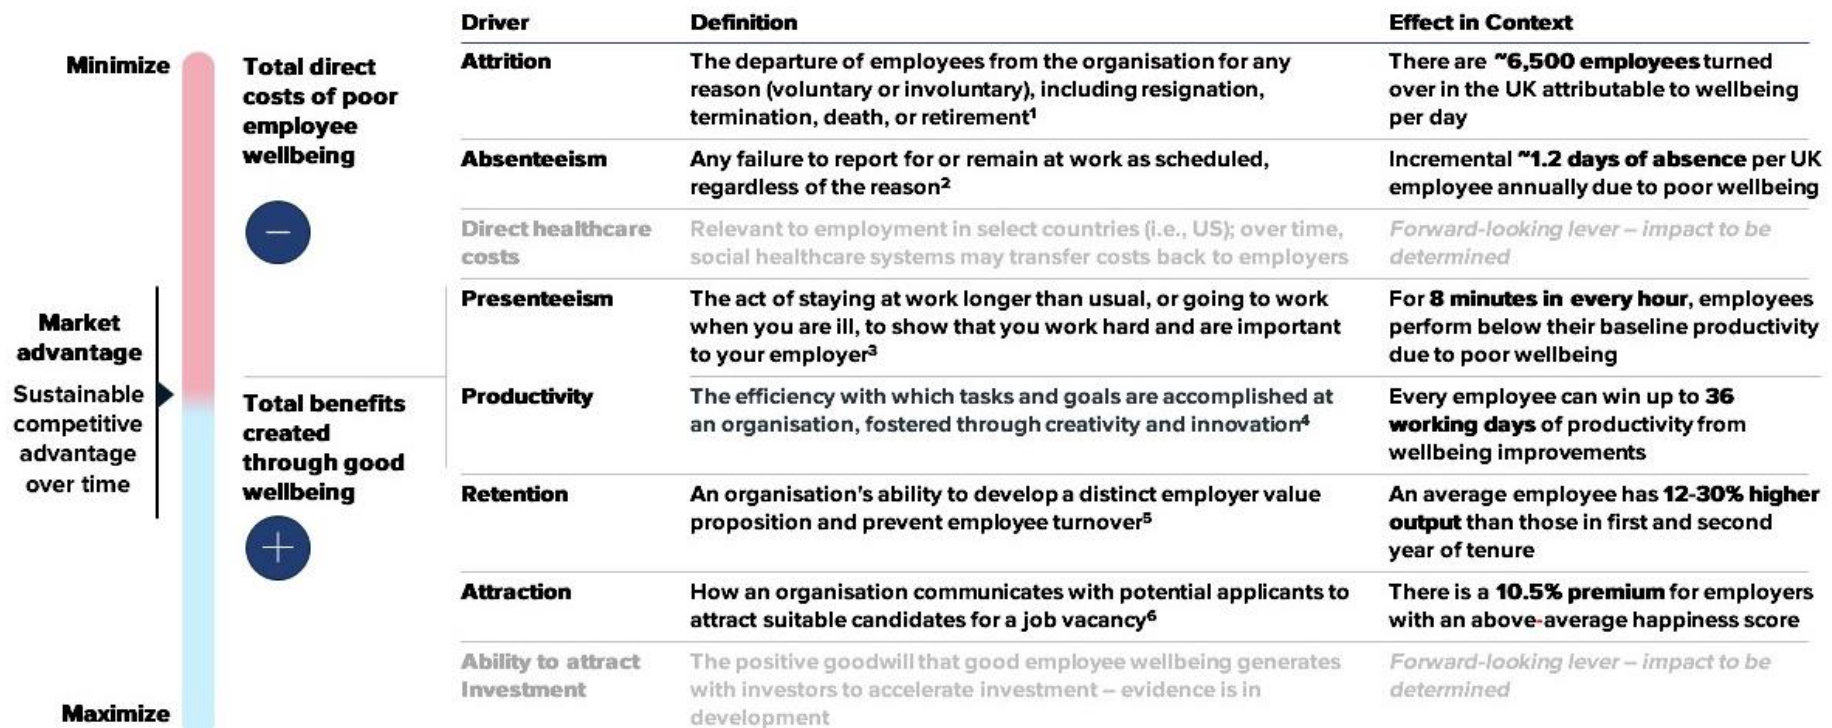 Driver Definition Effect in Context
Minimize
Total direct
costs of poor
employee
wellbeing
Market
advantage
Sustainable
competitive
advantage
over time
Total benefits
created
through good
wellbeing
Maximize
Attrition
The departure of employees from the organisation for any
reason (voluntary or involuntary), including resignation,
termination, death, or retirement¹
There are ~6,500 employees turned
over in the UK attributable to wellbeing
per day
Absenteeism
Any failure to report for or remain at work as scheduled,
regardless of the reason²
Incremental ~1.2 days of absence per UK
employee annually due to poor wellbeing
Direct healthcare
costs
Relevant to employment in select countries (i.e., US); over time,
social healthcare systems may transfer costs back to employers
Forward-looking lever – impact to be
determined
Presenteeism
The act of staying at work longer than usual, or going to work
when you are ill, to show that you work hard and are important
to your employer³
For 8 minutes in every hour, employees
perform below their baseline productivity
due to poor wellbeing
Productivity
The efficiency with which tasks and goals are accomplished at
an organisation, fostered through creativity and innovation⁴
Every employee can win up to 36
working days of productivity from
wellbeing improvements
Retention
An organisation's ability to develop a distinct employer value
proposition and prevent employee turnover⁵
An average employee has 12-30% higher
output than those in first and second
year of tenure
Attraction
How an organisation communicates with potential applicants to
attract suitable candidates for a job vacancy⁶
There is a 10.5% premium for employers
with an above-average happiness score
Ability to attract
Investment
The positive goodwill that good employee wellbeing generates
with investors to accelerate investment – evidence is in
development
Forward-looking lever – impact to be
determined